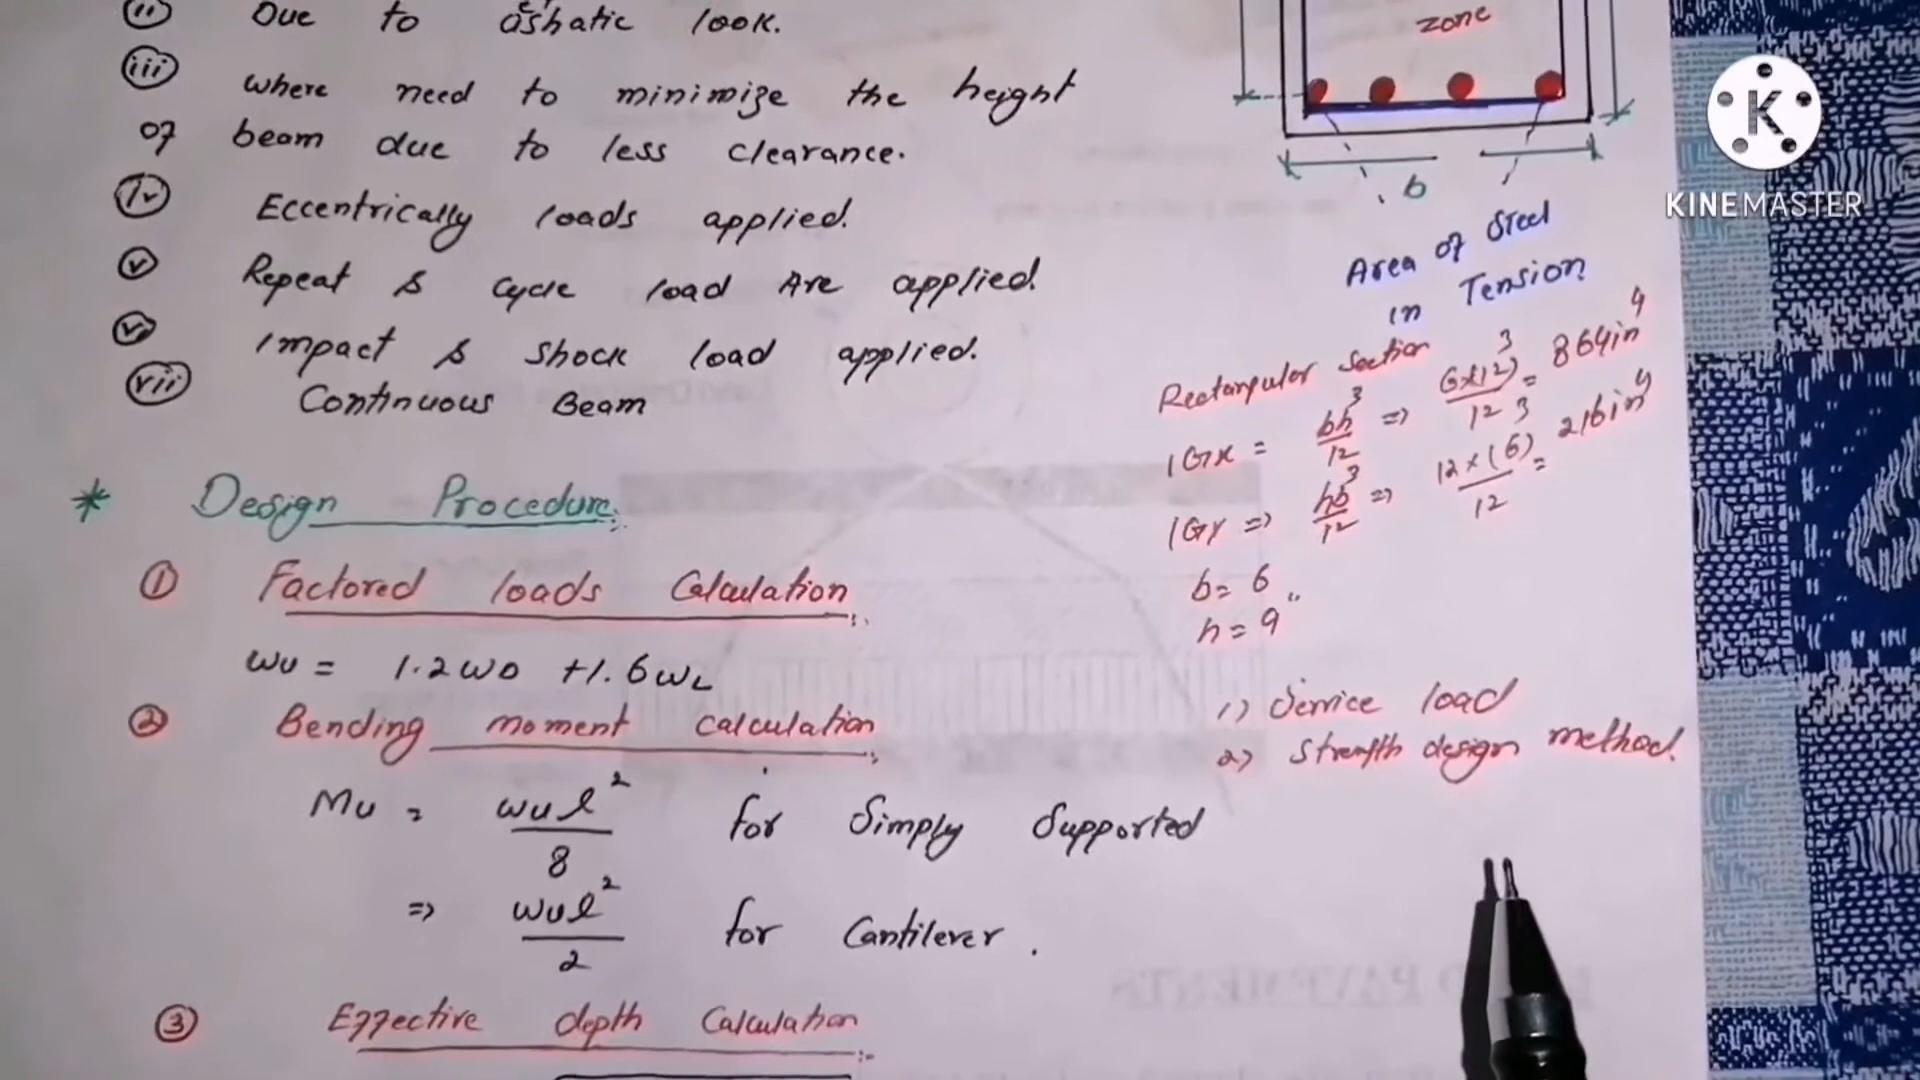 ii) Due to ashatic look.
iii) where need to minimize the height
of beam due to less clearance.
iv) Eccentrically loads applied.
v) Repeat & cycle load Are applied.
vi) Impact & shock load applied.
vii) Continuous Beam
* Design Procedure:
① Factored loads Calculation
wu = 1.2wD + 1.6wL
② Bending moment calculation
Mu = wul²/8 for Simply Supported
=> wul²/2 for Cantilever.
③ Effective depth Calculation
zone
b
Area of Steel
in Tension
Rectangular Section
IGx = bh³/12 => 6x(12)³/12 = 864in⁴
IGy => hb³/12 => 12x(6)³/12 = 216in⁴
b = 6"
h = 9
1) Service load
2) Strength design method.
K
KINEMASTER